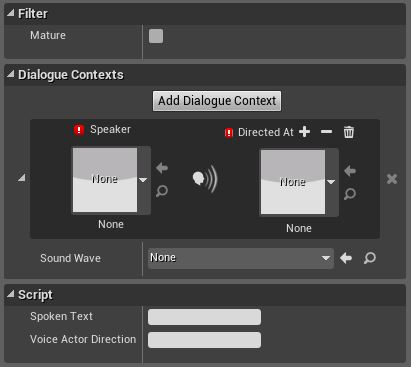 Filter
Mature
Dialogue Contexts
Add Dialogue Context
Speaker
Directed At
None
None
None
None
Sound Wave
None
Script
Spoken Text
Voice Actor Direction